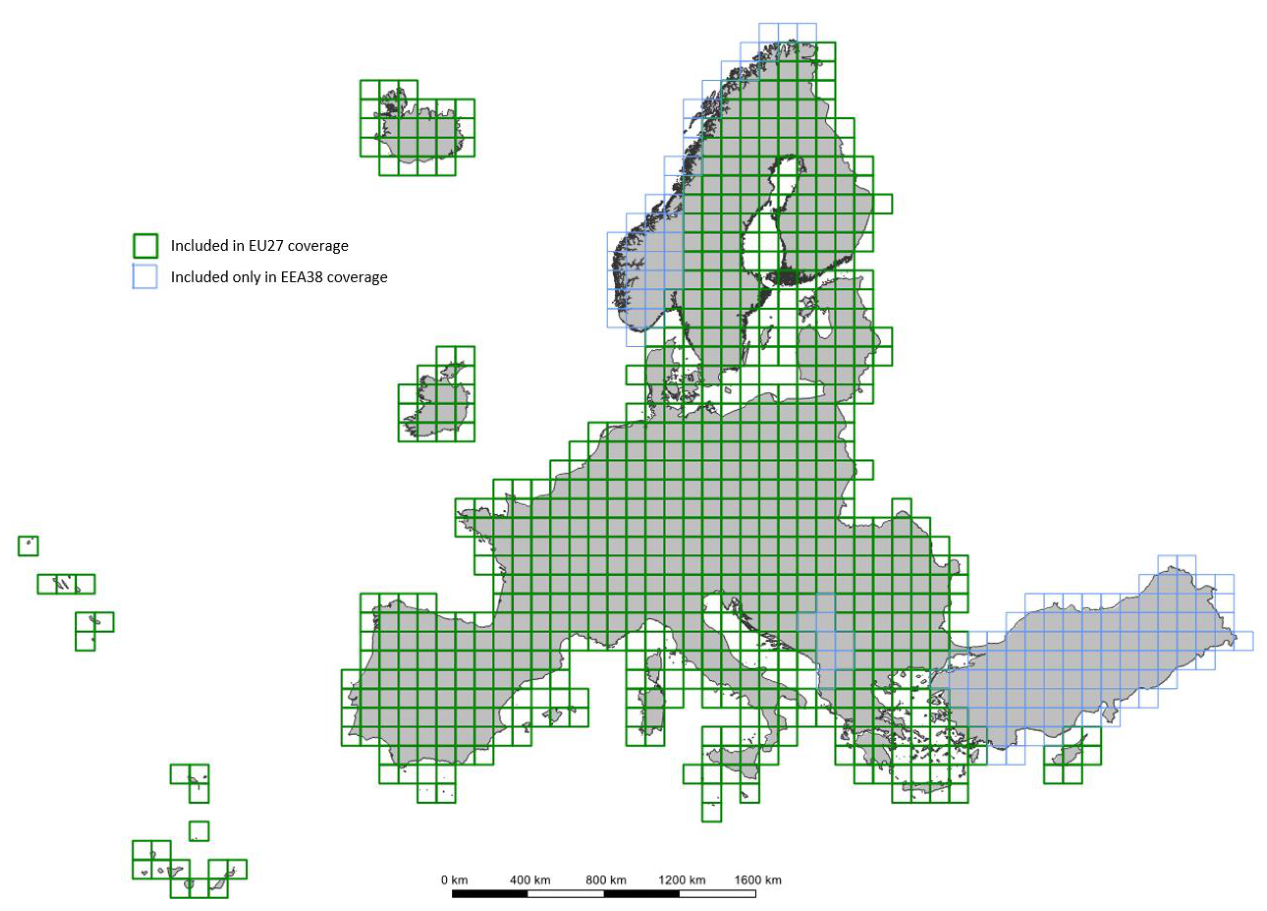 Included in EU27 coverage
Included only in EEA38 coverage
0 km 400 km 800 km 1200 km 1600 km